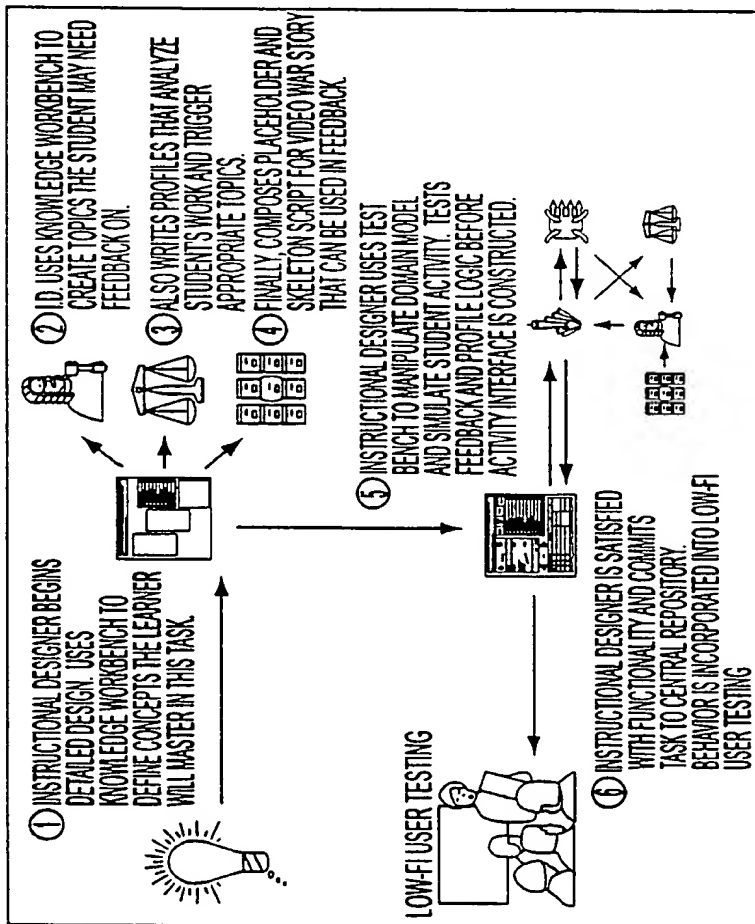 ① INSTRUCTIONAL DESIGNER BEGINS
DETAILED DESIGN. USES
KNOWLEDGE WORKBENCH TO
DEFINE CONCEPTS THE LEARNER
WILL MASTER IN THIS TASK.
② I.D. USES KNOWLEDGE WORKBENCH TO
CREATE TOPICS THE STUDENT MAY NEED
FEEDBACK ON.
③ ALSO WRITES PROFILES THAT ANALYZE
STUDENTS WORK AND TRIGGER
APPROPRIATE TOPICS.
④ FINALLY, COMPOSES PLACEHOLDER AND
SKELETON SCRIPT FOR VIDEO WAR STORY
THAT CAN BE USED IN FEEDBACK.
⑤ INSTRUCTIONAL DESIGNER USES TEST
BENCH TO MANIPULATE DOMAIN MODEL
AND SIMULATE STUDENT ACTIVITY. TESTS
FEEDBACK AND PROFILE LOGIC BEFORE
ACTIVITY INTERFACE IS CONSTRUCTED.
LOW-FI USER TESTING
⑥ INSTRUCTIONAL DESIGNER IS SATISFIED
WITH FUNCTIONALITY AND COMMITS
TASK TO CENTRAL REPOSITORY.
BEHAVIOR IS INCORPORATED INTO LOW-FI
USER TESTING